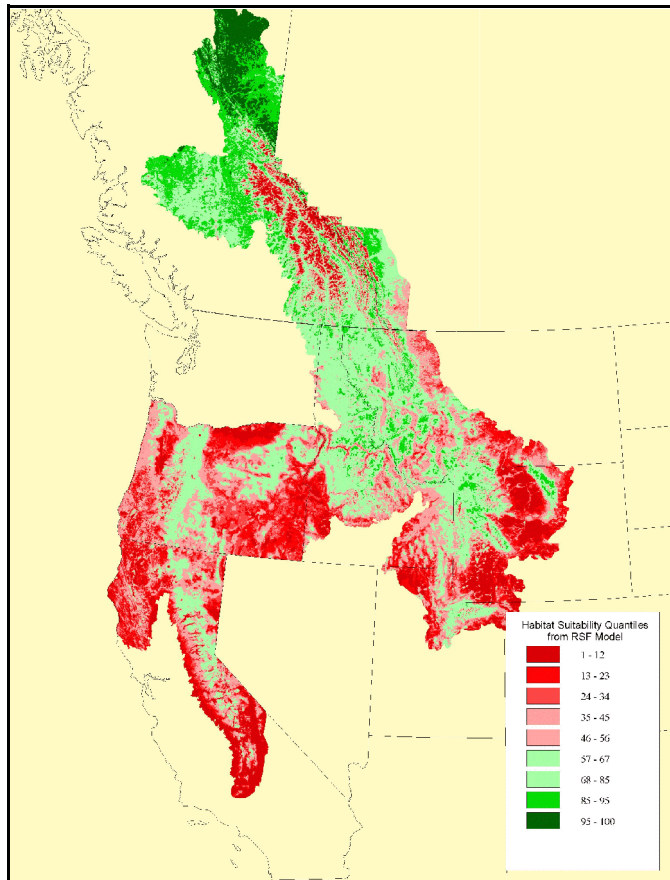 Habitat Suitability Quantiles
from RSF Model
1 - 12
13 - 23
24 - 34
35 - 45
46 - 56
57 - 67
68 - 85
85 - 95
95 - 100